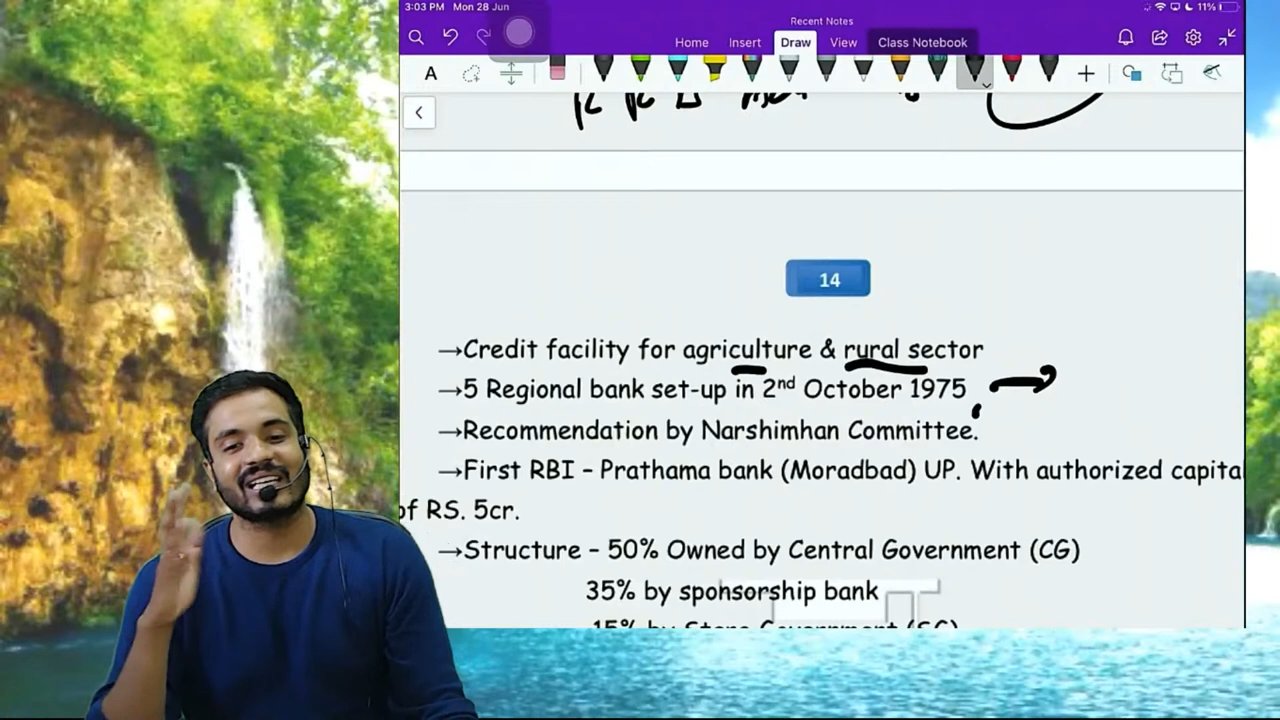 3:03 PM Mon 28 Jun
11%
Recent Notes
Home Insert Draw View Class Notebook
A
14
→Credit facility for agriculture & rural sector
→5 Regional bank set-up in 2nd October 1975
→Recommendation by Narshimhan Committee.
→First RBI – Prathama bank (Moradbad) UP. With authorized capital
of RS. 5cr.
→Structure – 50% Owned by Central Government (CG)
35% by sponsorship bank